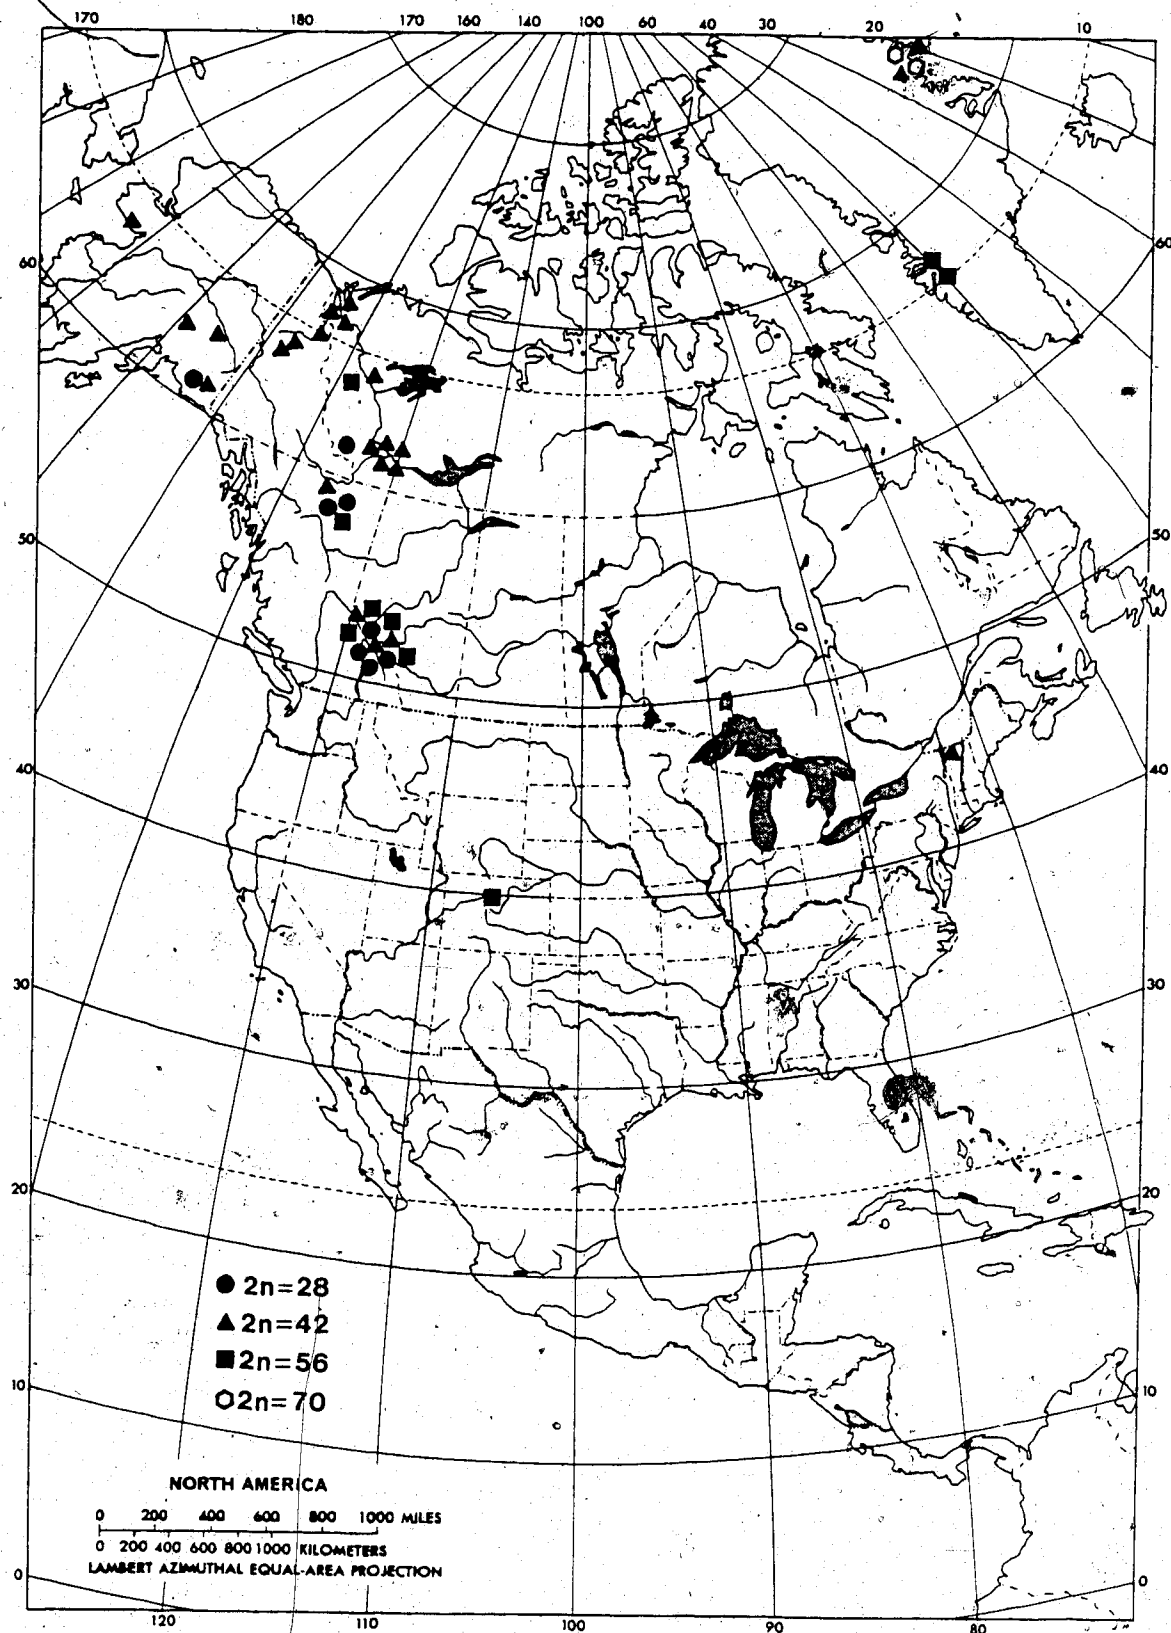 170 180 170 160 140 120 100 80 60 40 30 20 10
60 60
50 50
40 40
30 30
20 20
● 2n=28
▲ 2n=42
■ 2n=56
2n=70
10 10
NORTH AMERICA
0 200 400 600 800 1000 MILES
0 200 400 600 800 1000 KILOMETERS
LAMBERT AZIMUTHAL EQUAL-AREA PROJECTION
0 0
120 110 100 90 80